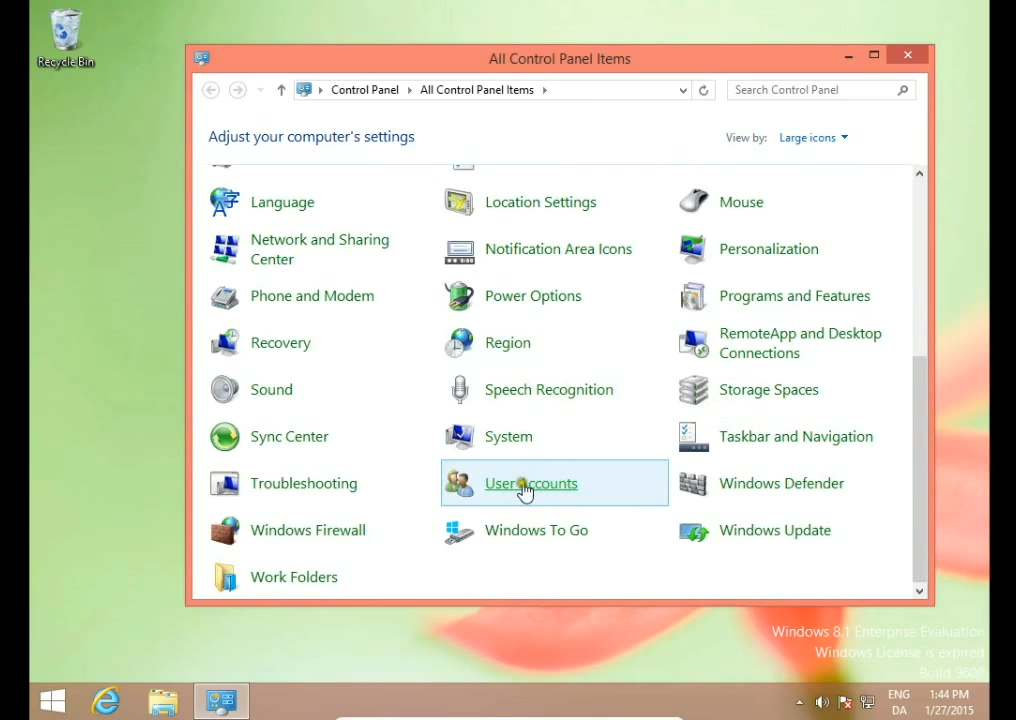 Recycle Bin
All Control Panel Items
Control Panel
All Control Panel Items
Search Control Panel
Adjust your computer's settings
View by: Large icons
Language
Location Settings
Mouse
Network and Sharing
Center
Notification Area Icons
Personalization
Phone and Modem
Power Options
Programs and Features
Recovery
Region
RemoteApp and Desktop
Connections
Sound
Speech Recognition
Storage Spaces
Sync Center
System
Taskbar and Navigation
Troubleshooting
User Accounts
Windows Defender
Windows Firewall
Windows To Go
Windows Update
Work Folders
Windows 8.1 Enterprise Evaluation
Windows License is expired
Build 9600
ENG
DA
1:44 PM
1/27/2015